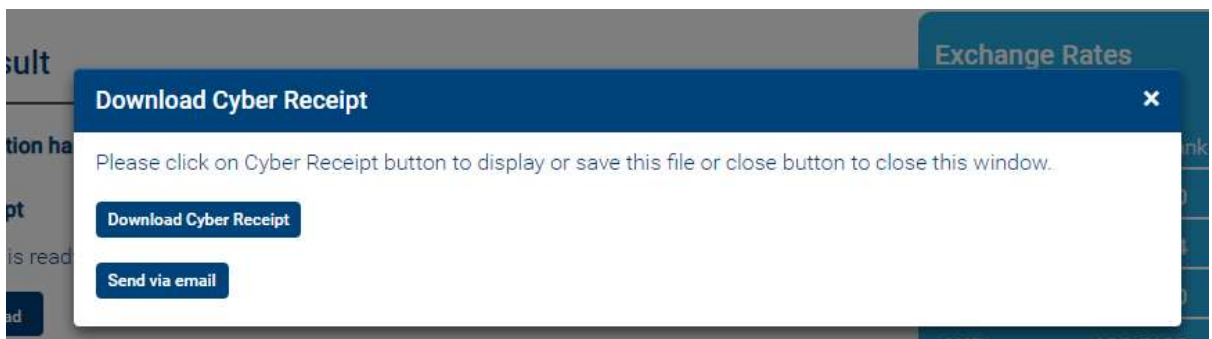 sult
Exchange Rates
Download Cyber Receipt ×
tion ha
Please click on Cyber Receipt button to display or save this file or close button to close this window.
pt
Download Cyber Receipt
is read
Send via email
ad